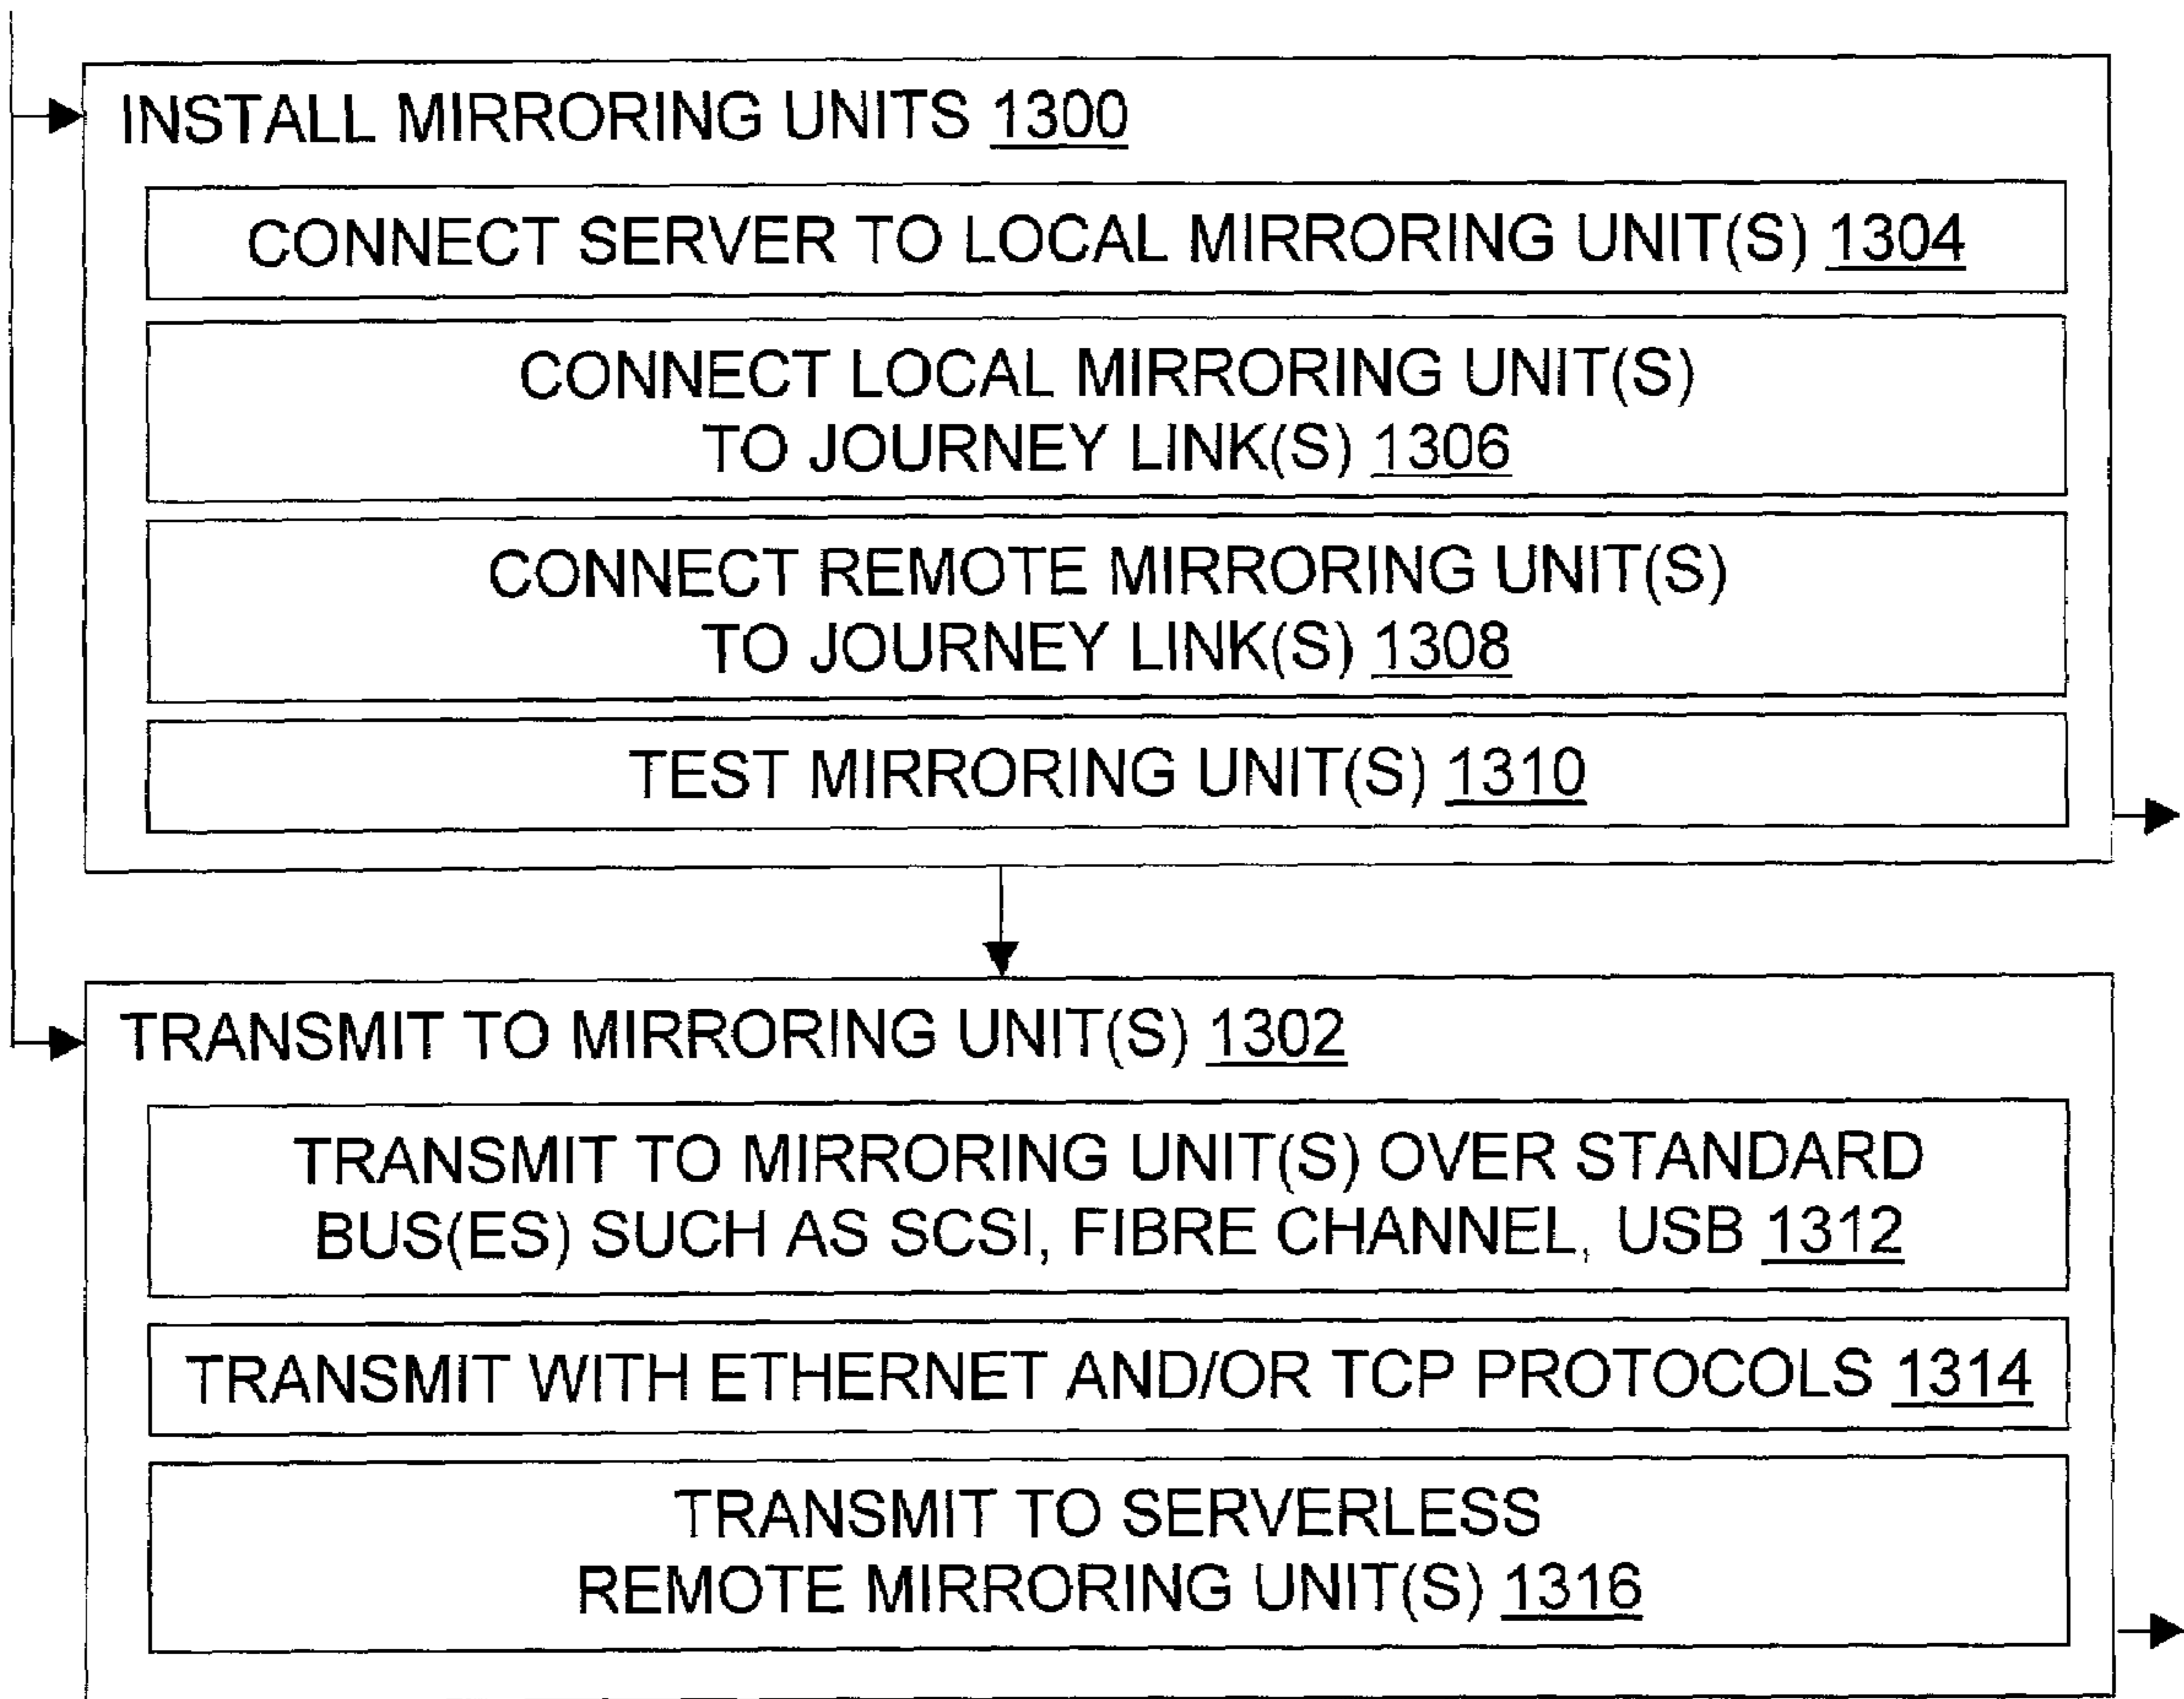 INSTALL MIRRORING UNITS 1300
CONNECT SERVER TO LOCAL MIRRORING UNIT(S) 1304
CONNECT LOCAL MIRRORING UNIT(S)
TO JOURNEY LINK(S) 1306
CONNECT REMOTE MIRRORING UNIT(S)
TO JOURNEY LINK(S) 1308
TEST MIRRORING UNIT(S) 1310
TRANSMIT TO MIRRORING UNIT(S) 1302
TRANSMIT TO MIRRORING UNIT(S) OVER STANDARD
BUS(ES) SUCH AS SCSI, FIBRE CHANNEL, USB 1312
TRANSMIT WITH ETHERNET AND/OR TCP PROTOCOLS 1314
TRANSMIT TO SERVERLESS
REMOTE MIRRORING UNIT(S) 1316